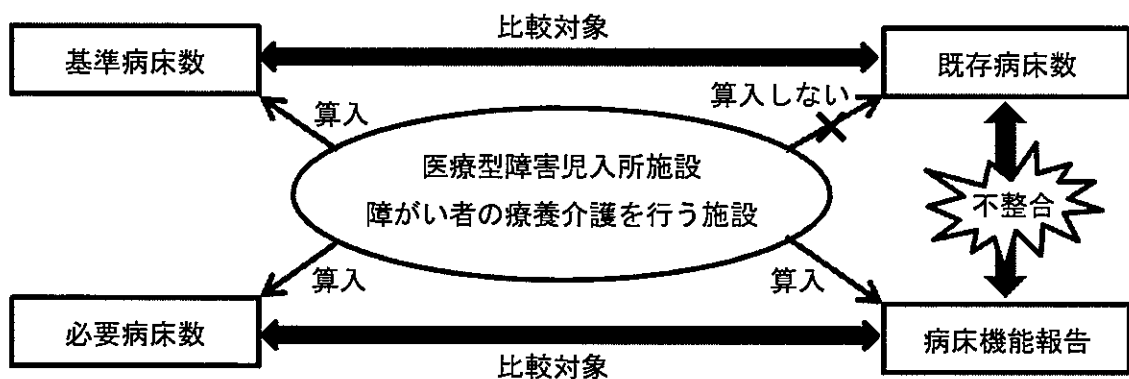 比較対象
基準病床数
既存病床数
算入
算入しない
医療型障害児入所施設
障がい者の療養介護を行う施設
不整合
算入
算入
必要病床数
病床機能報告
比較対象